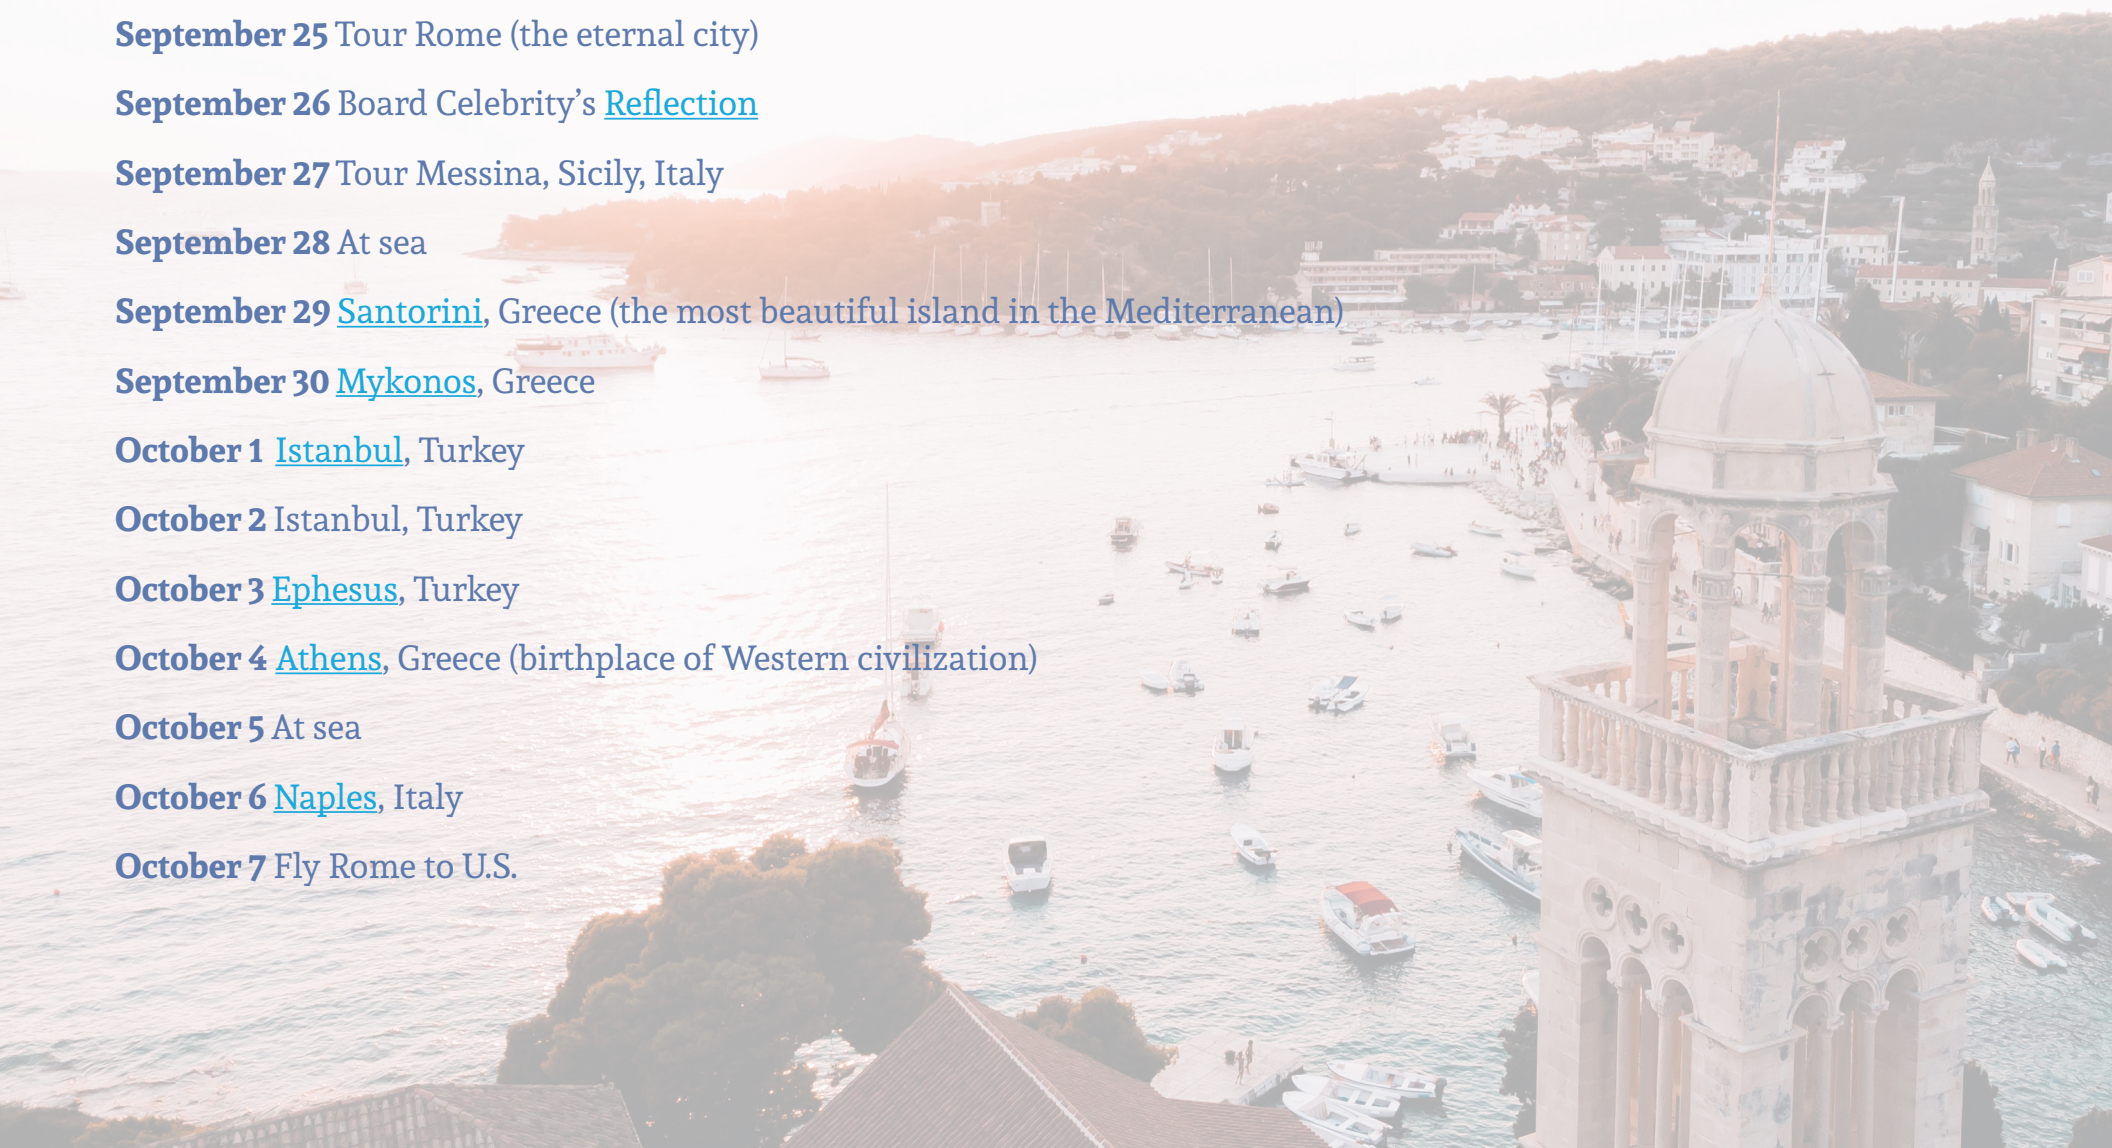 September 25 Tour Rome (the eternal city)
September 26 Board Celebrity’s Reflection
September 27 Tour Messina, Sicily, Italy
September 28 At sea
September 29 Santorini, Greece (the most beautiful island in the Mediterranean)
September 30 Mykonos, Greece
October 1 Istanbul, Turkey
October 2 Istanbul, Turkey
October 3 Ephesus, Turkey
October 4 Athens, Greece (birthplace of Western civilization)
October 5 At sea
October 6 Naples, Italy
October 7 Fly Rome to U.S.